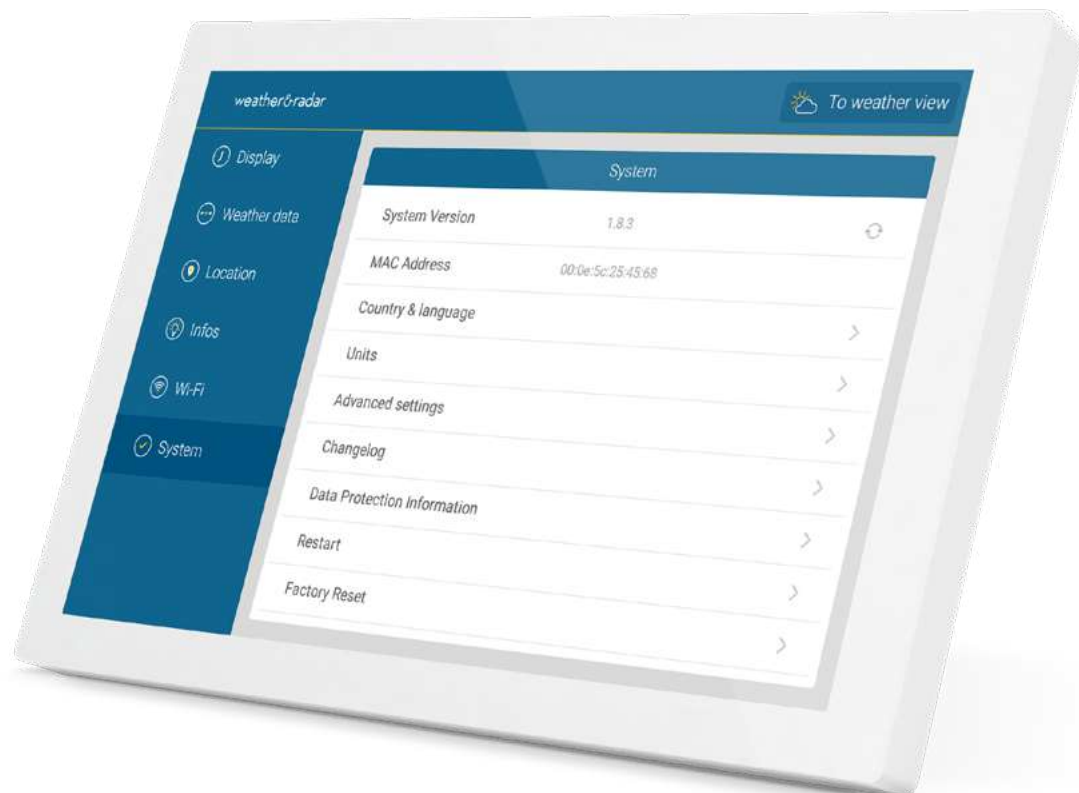 weather&radar
To weather view
Display
Weather data
Location
Infos
Wi-Fi
System
System
System Version 1.8.3
MAC Address 00:0e:5c:25:45:68
Country & language
Units
Advanced settings
Changelog
Data Protection Information
Restart
Factory Reset